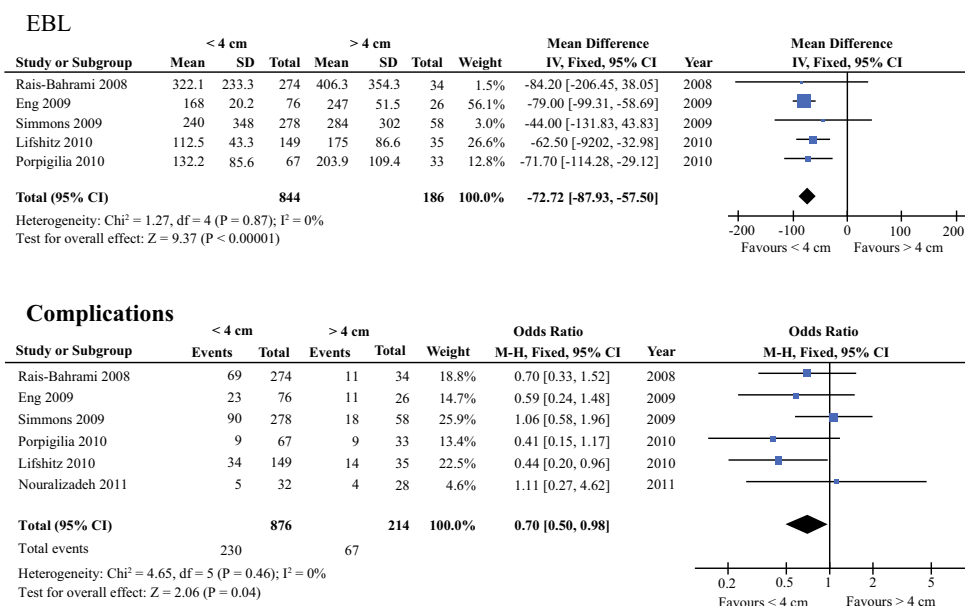 EBL
< 4 cm > 4 cm Mean Difference Mean Difference
Study or Subgroup Mean SD Total Mean SD Total Weight IV, Fixed, 95% CI Year IV, Fixed, 95% CI
Rais-Bahrami 2008 322.1 233.3 274 406.3 354.3 34 1.5% -84.20 [-206.45, 38.05] 2008
Eng 2009 168 20.2 76 247 51.5 26 56.1% -79.00 [-99.31, -58.69] 2009
Simmons 2009 240 348 278 284 302 58 3.0% -44.00 [-131.83, 43.83] 2009
Lifshitz 2010 112.5 43.3 149 175 86.6 35 26.6% -62.50 [-9202, -32.98] 2010
Porpigilia 2010 132.2 85.6 67 203.9 109.4 33 12.8% -71.70 [-114.28, -29.12] 2010
Total (95% CI) 844 186 100.0% -72.72 [-87.93, -57.50]
Heterogeneity: Chi² = 1.27, df = 4 (P = 0.87); I² = 0%
Test for overall effect: Z = 9.37 (P < 0.00001)
-200 -100 0 100 200
Favours < 4 cm Favours > 4 cm
Complications
< 4 cm > 4 cm Odds Ratio Odds Ratio
Study or Subgroup Events Total Events Total Weight M-H, Fixed, 95% CI Year M-H, Fixed, 95% CI
Rais-Bahrami 2008 69 274 11 34 18.8% 0.70 [0.33, 1.52] 2008
Eng 2009 23 76 11 26 14.7% 0.59 [0.24, 1.48] 2009
Simmons 2009 90 278 18 58 25.9% 1.06 [0.58, 1.96] 2009
Porpigilia 2010 9 67 9 33 13.4% 0.41 [0.15, 1.17] 2010
Lifshitz 2010 34 149 14 35 22.5% 0.44 [0.20, 0.96] 2010
Nouralizadeh 2011 5 32 4 28 4.6% 1.11 [0.27, 4.62] 2011
Total (95% CI) 876 214 100.0% 0.70 [0.50, 0.98]
Total events 230 67
Heterogeneity: Chi² = 4.65, df = 5 (P = 0.46); I² = 0%
Test for overall effect: Z = 2.06 (P = 0.04)
0.2 0.5 1 2 5
Favours < 4 cm Favours > 4 cm